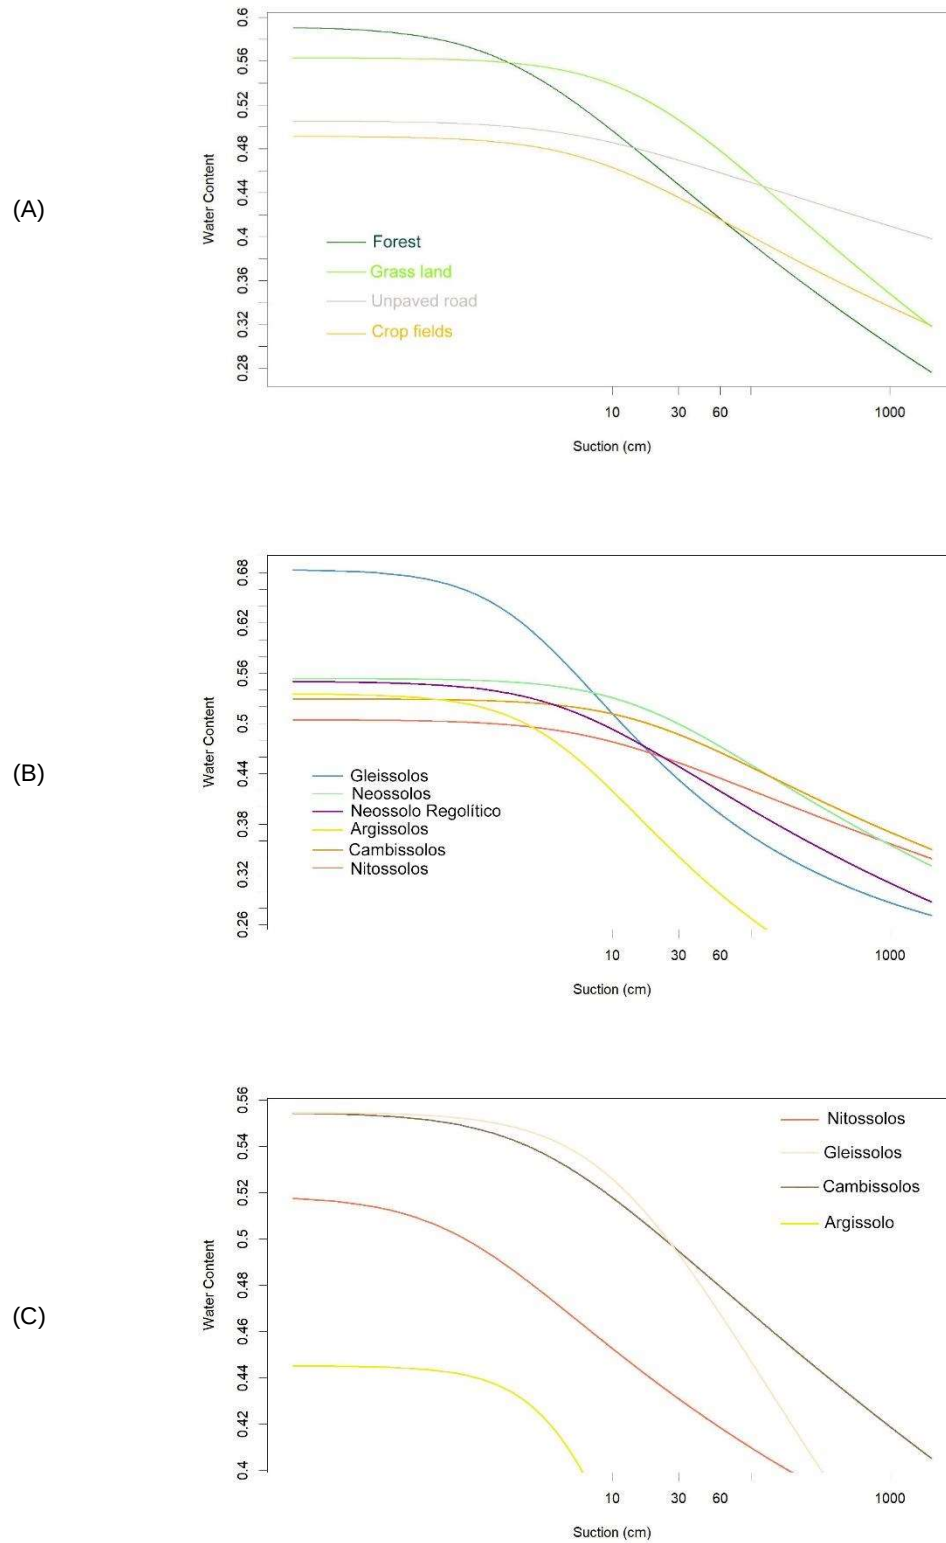 (A)
Water Content
0.6
0.56
0.52
0.48
0.44
0.4
0.36
0.32
0.28
Forest
Grass land
Unpaved road
Crop fields
10 30 60 1000
Suction (cm)
(B)
Water Content
0.68
0.62
0.56
0.5
0.44
0.38
0.32
0.26
Gleissolos
Neossolos
Neossolo Regolítico
Argissolos
Cambissolos
Nitossolos
10 30 60 1000
Suction (cm)
(C)
Water Content
0.56
0.54
0.52
0.5
0.48
0.46
0.44
0.42
0.4
Nitossolos
Gleissolos
Cambissolos
Argissolo
10 30 60 1000
Suction (cm)